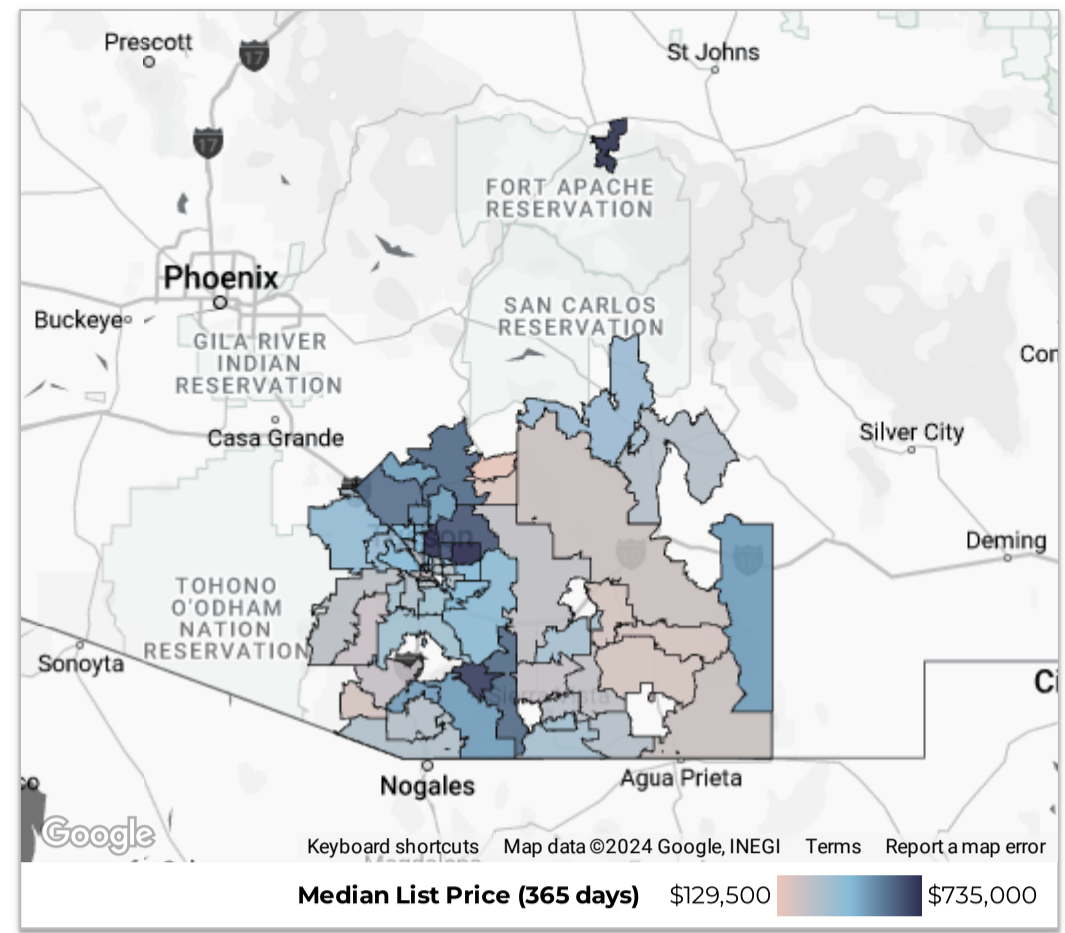 Prescott
17
St Johns
17
FORT APACHE
RESERVATION
Phoenix
SAN CARLOS
RESERVATION
Buckeye
GILA RIVER
INDIAN
RESERVATION
Casa Grande
Silver City
Deming
TOHONO
O'ODHAM
NATION
RESERVATION
Sonoyta
Sierra Vista
Nogales
Agua Prieta
Google
Keyboard shortcuts Map data ©2024 Google, INEGI Terms Report a map error
Median List Price (365 days) $129,500 $735,000